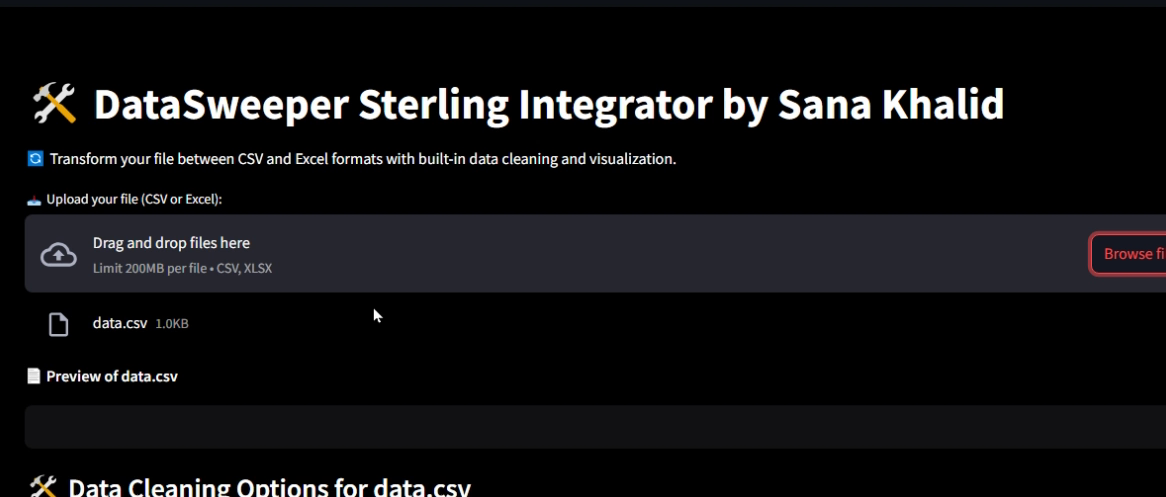 DataSweeper Sterling Integrator by Sana Khalid
Transform your file between CSV and Excel formats with built-in data cleaning and visualization.
Upload your file (CSV or Excel):
Drag and drop files here
Limit 200MB per file • CSV, XLSX
Browse fi
data.csv 1.0KB
Preview of data.csv
Data Cleaning Options for data.csv